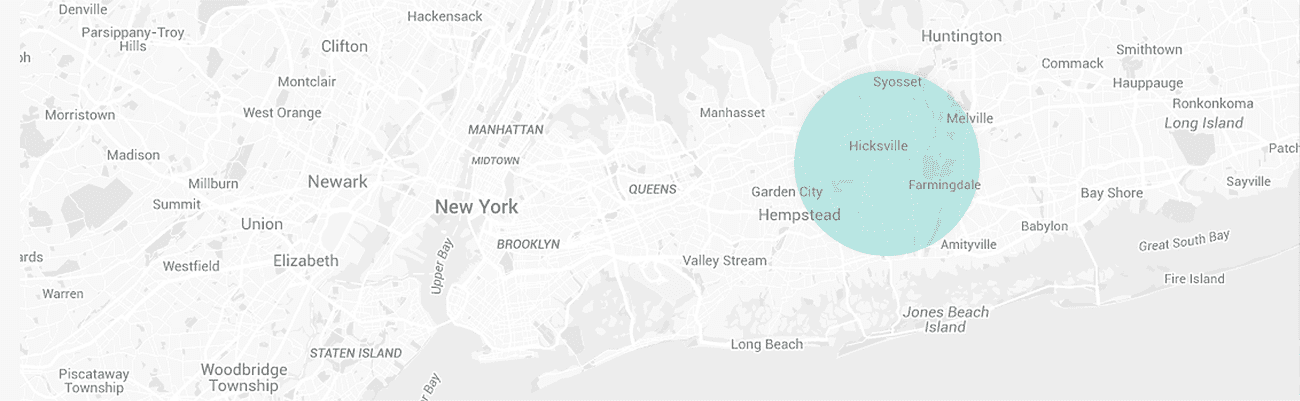 Denville
Hackensack
Parsippany-Troy
Hills
Clifton
Huntington
Smithtown
Commack
Montclair
Syosset
Hauppauge
Ronkonkoma
Long Island
West Orange
Morristown
Manhasset
Melville
MANHATTAN
Hicksville
Madison
MIDTOWN
Newark
Millburn
QUEENS
Garden City
Farmingdale
Bay Shore
Sayville
Summit
New York
Hempstead
Union
Babylon
BROOKLYN
Amityville
Great South Bay
Elizabeth
Westfield
Upper Bay
Valley Stream
Fire Island
Warren
Jones Beach
Island
Long Beach
STATEN ISLAND
Piscataway
Township
Woodbridge
Township